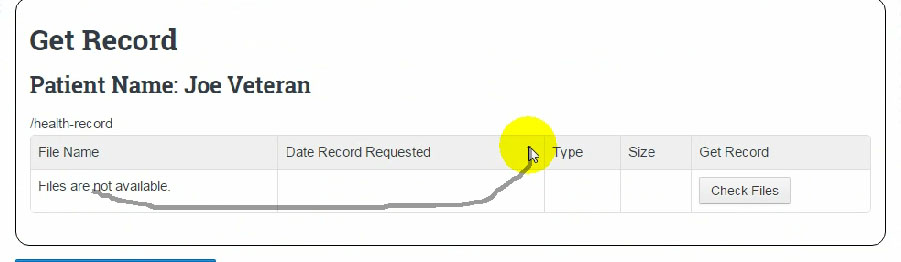 Get Record
Patient Name: Joe Veteran
/health-record
File Name Date Record Requested Type Size Get Record
Files are not available. Check Files